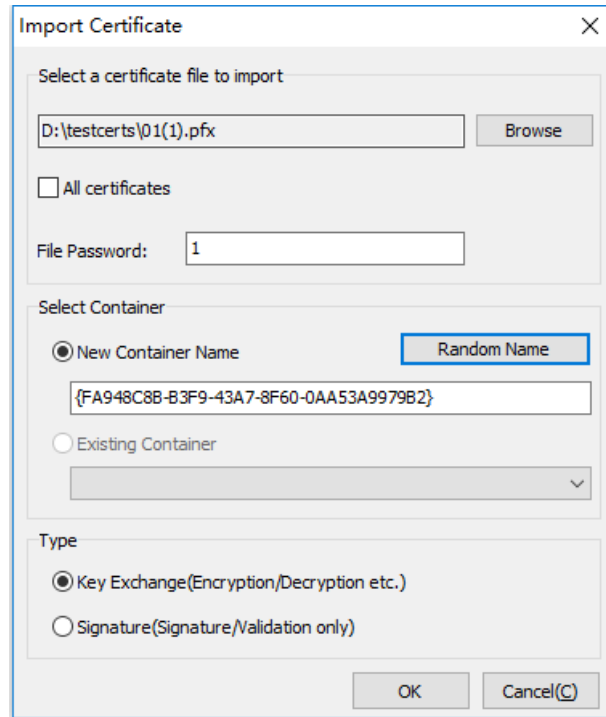 Import Certificate
Select a certificate file to import
D:\testcerts\01(1).pfx
Browse
All certificates
File Password:
1
Select Container
New Container Name
Random Name
{FA948C8B-B3F9-43A7-8F60-0AA53A9979B2}
Existing Container
Type
Key Exchange(Encryption/Decryption etc.)
Signature(Signature/Validation only)
OK
Cancel(C)